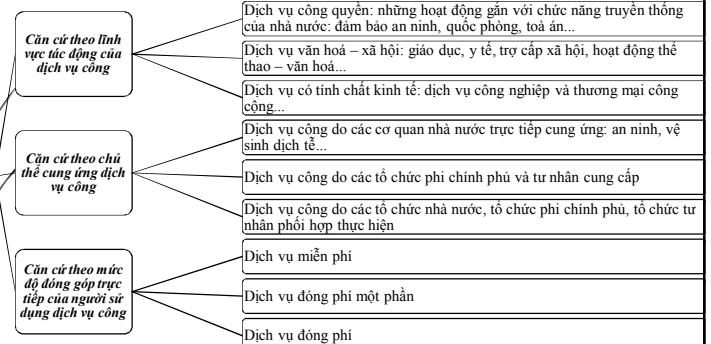 Căn cứ theo lĩnh
vực tác động của
dịch vụ công
Dịch vụ công quyền: những hoạt động gắn với chức năng truyền thống
của nhà nước: đảm bảo an ninh, quốc phòng, toà án...
Dịch vụ văn hoá – xã hội: giáo dục, y tế, trợ cấp xã hội, hoạt động thể
thao – văn hoá...
Dịch vụ có tính chất kinh tế: dịch vụ công nghiệp và thương mại công
cộng...
Căn cứ theo chủ
thể cung ứng dịch
vụ công
Dịch vụ công do các cơ quan nhà nước trực tiếp cung ứng: an ninh, vệ
sinh dịch tễ...
Dịch vụ công do các tổ chức phi chính phủ và tư nhân cung cấp
Dịch vụ công do các tổ chức nhà nước, tổ chức phi chính phủ, tổ chức tư
nhân phối hợp thực hiện
Căn cứ theo mức
độ đóng góp trực
tiếp của người sử
dụng dịch vụ công
Dịch vụ miễn phí
Dịch vụ đóng phí một phần
Dịch vụ đóng phí